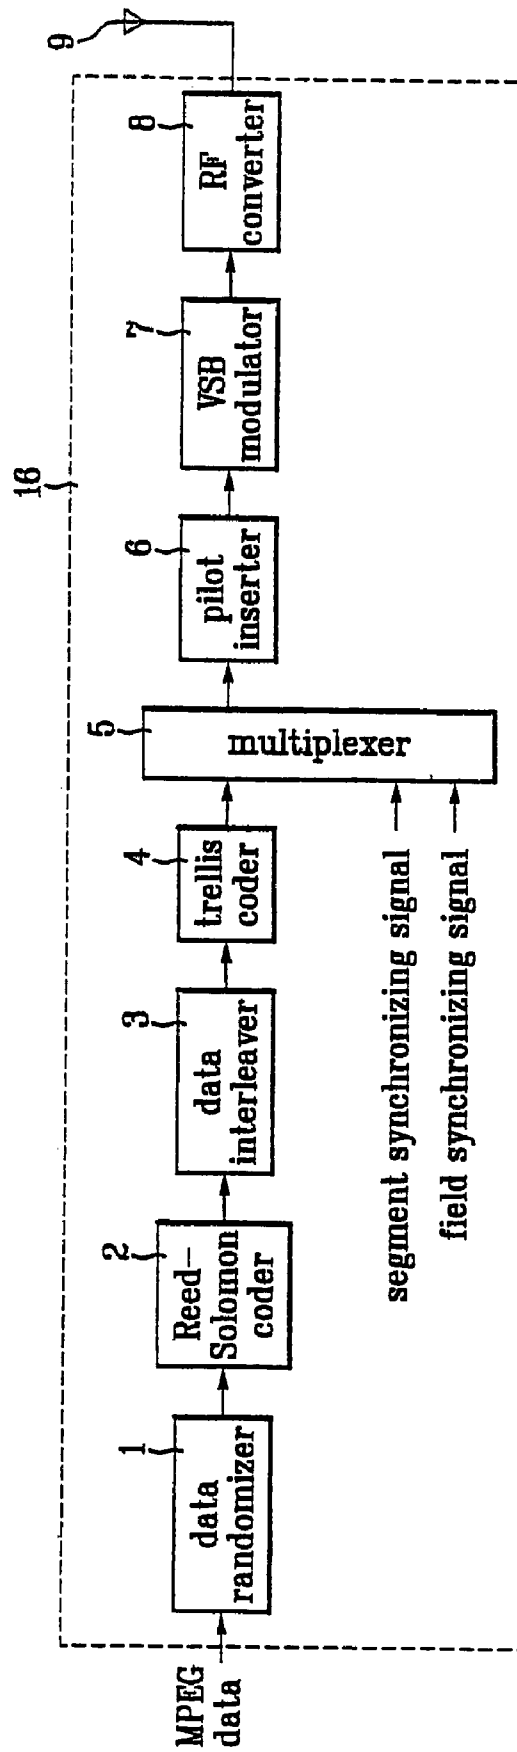 16
MPEG
data
1
data
randomizer
2
Reed-
Solomon
coder
3
data
interleaver
4
trellis
coder
5
multiplexer
segment synchronizing signal
field synchronizing signal
6
pilot
inserter
7
VSB
modulator
8
RF
converter
9